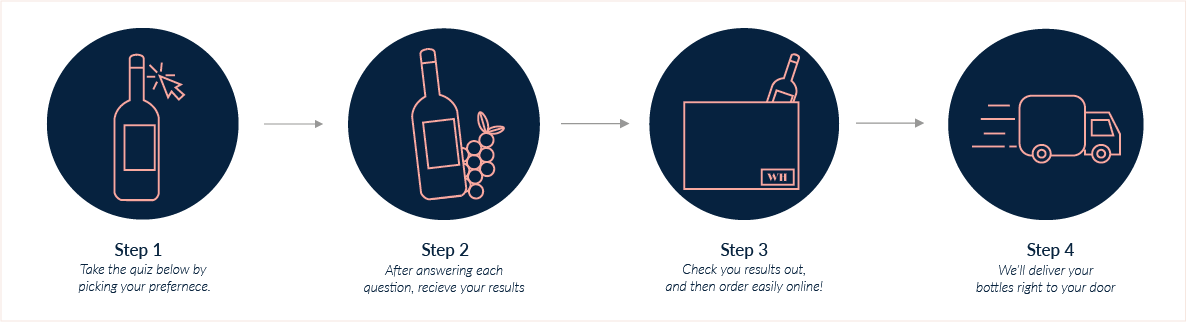 WH
Step 1
Take the quiz below by
picking your prefernece.
Step 2
After answering each
question, recieve your results
Step 3
Check you results out,
and then order easily online!
Step 4
We'll deliver your
bottles right to your door